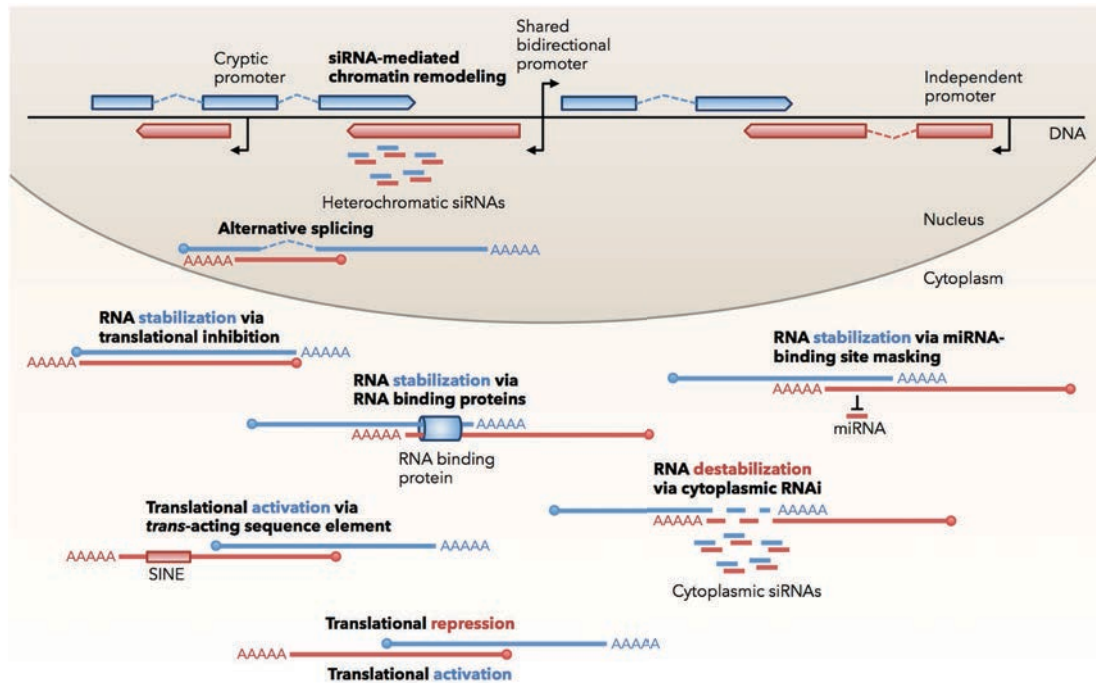 Shared
bidirectional
promoter
Cryptic
promoter
siRNA-mediated
chromatin remodeling
Independent
promoter
DNA
Heterochromatic siRNAs
Nucleus
Alternative splicing
AAAAA
AAAAA
Cytoplasm
RNA stabilization via
translational inhibition
AAAAA
AAAAA
RNA stabilization via miRNA-
binding site masking
AAAAA
AAAAA
miRNA
RNA stabilization via
RNA binding proteins
AAAAA
AAAAA
RNA binding
protein
RNA destabilization
via cytoplasmic RNAi
AAAAA
AAAAA
Cytoplasmic siRNAs
Translational activation via
trans-acting sequence element
AAAAA
AAAAA
SINE
Translational repression
AAAAA
AAAAA
Translational activation